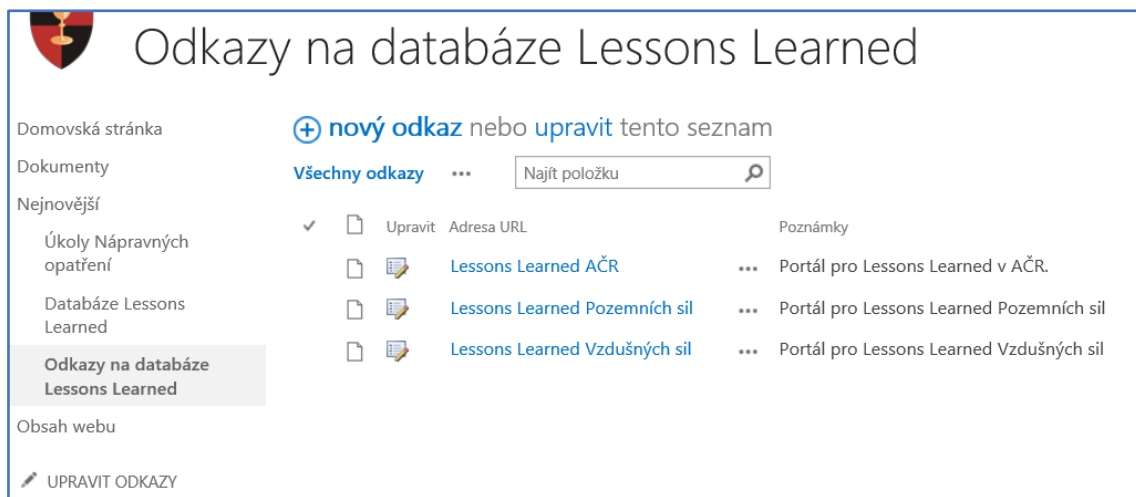 Odkazy na databáze Lessons Learned
Domovská stránka
Dokumenty
Nejnovější
Úkoly Nápravných
opatření
Databáze Lessons
Learned
Odkazy na databáze
Lessons Learned
Obsah webu
UPRAVIT ODKAZY
nový odkaz nebo upravit tento seznam
Všechny odkazy ••• Najít položku
Upravit Adresa URL Poznámky
Lessons Learned AČR ••• Portál pro Lessons Learned v AČR.
Lessons Learned Pozemních sil ••• Portál pro Lessons Learned Pozemních sil
Lessons Learned Vzdušných sil ••• Portál pro Lessons Learned Vzdušných sil